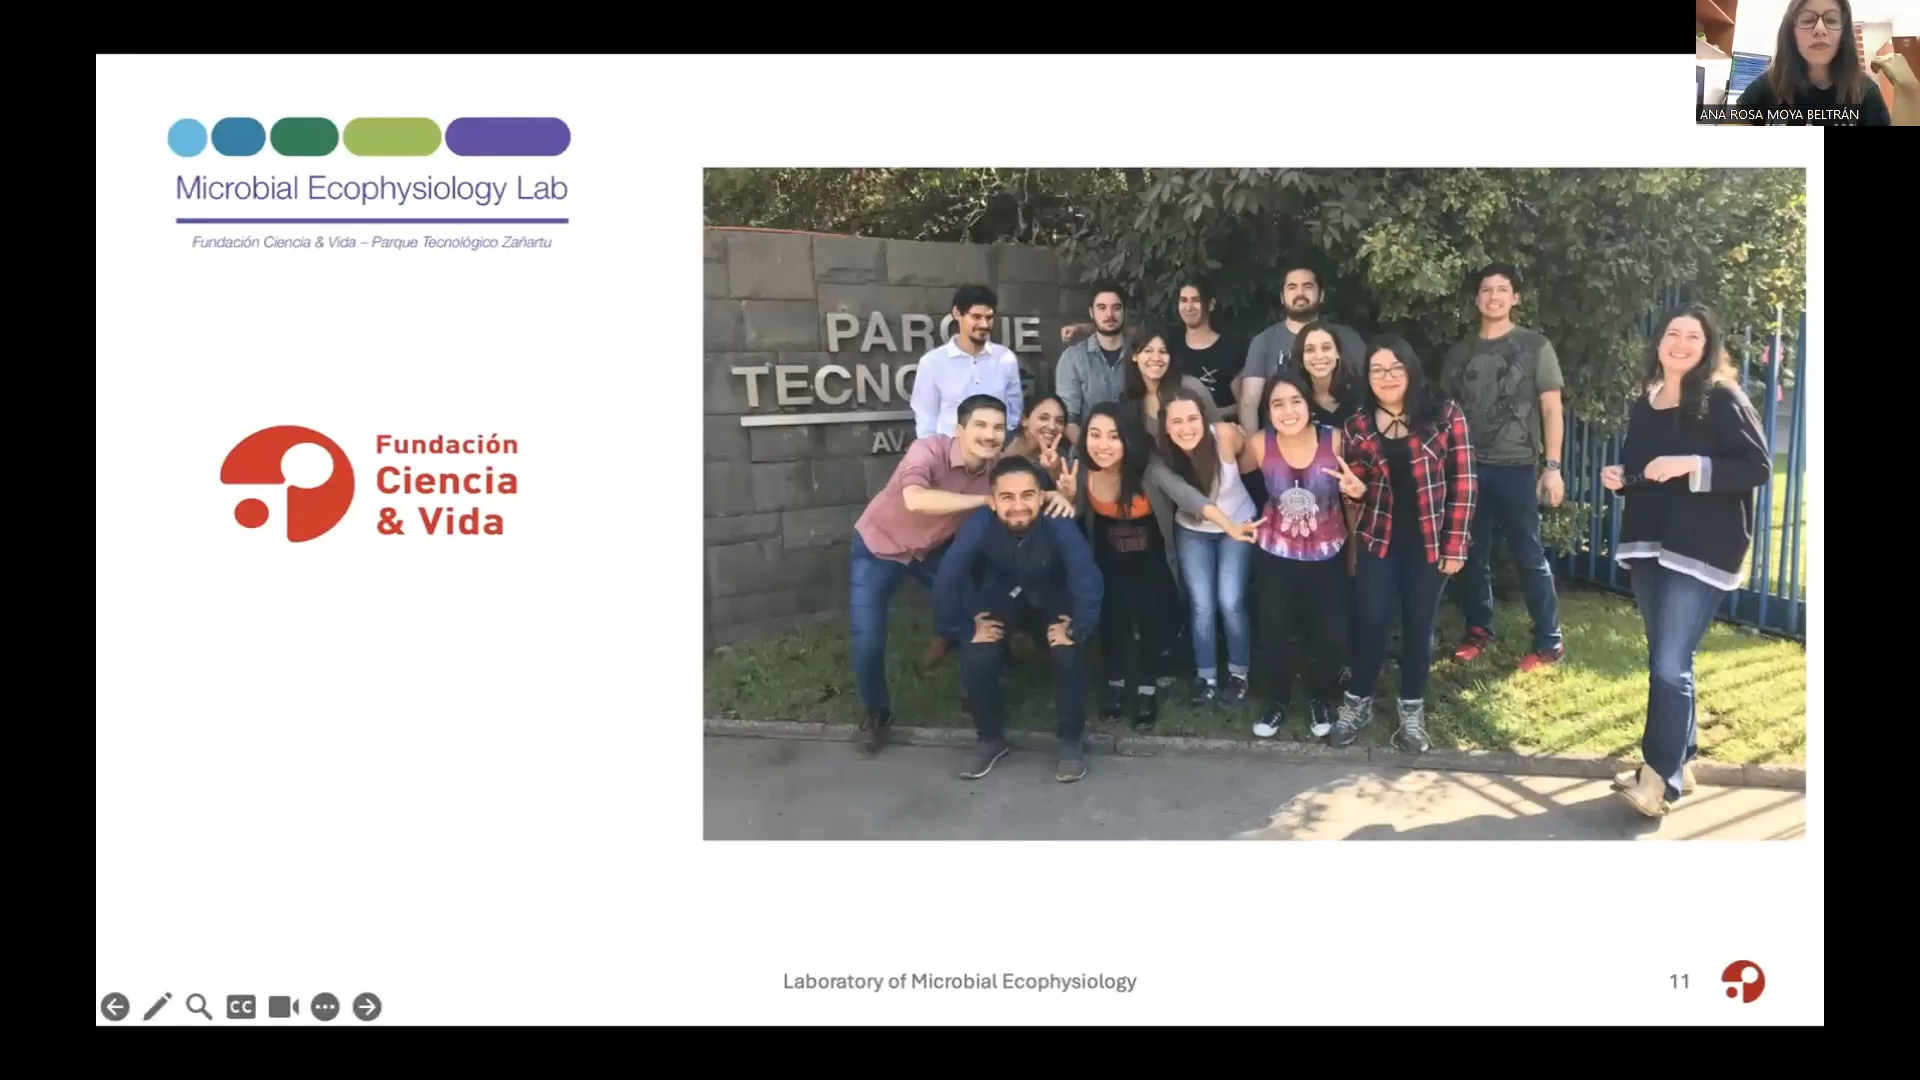 ANA ROSA MOYA BELTRÁN
Microbial Ecophysiology Lab
Fundación Ciencia & Vida – Parque Tecnológico Zañartu
Fundación
Ciencia
& Vida
PARQUE
AV
Laboratory of Microbial Ecophysiology
11
CC